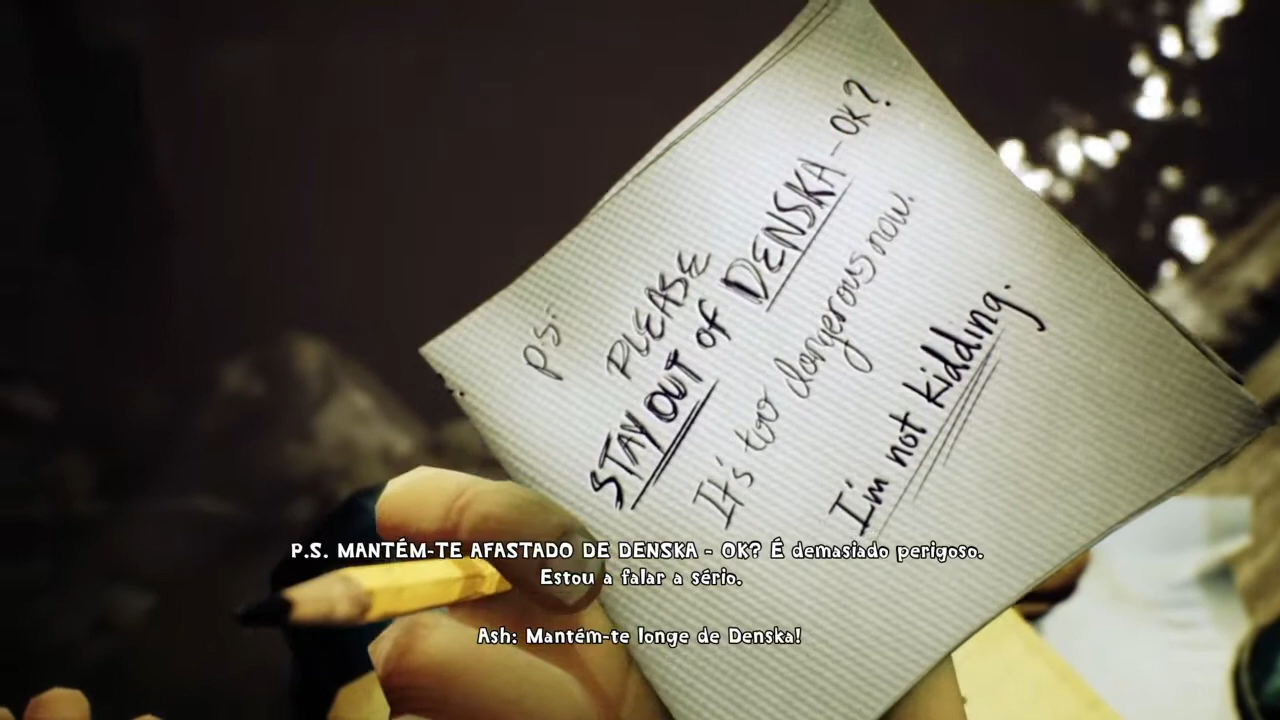 ps:
PLEASE
STAY OUT of DENSKA - OK?
It's too dangerous now.
I'm not kidding.
P.S. MANTÉM-TE AFASTADO DE DENSKA - OK? É demasiado perigoso.
Estou a falar a sério.
Ash: Mantém-te longe de Denska!